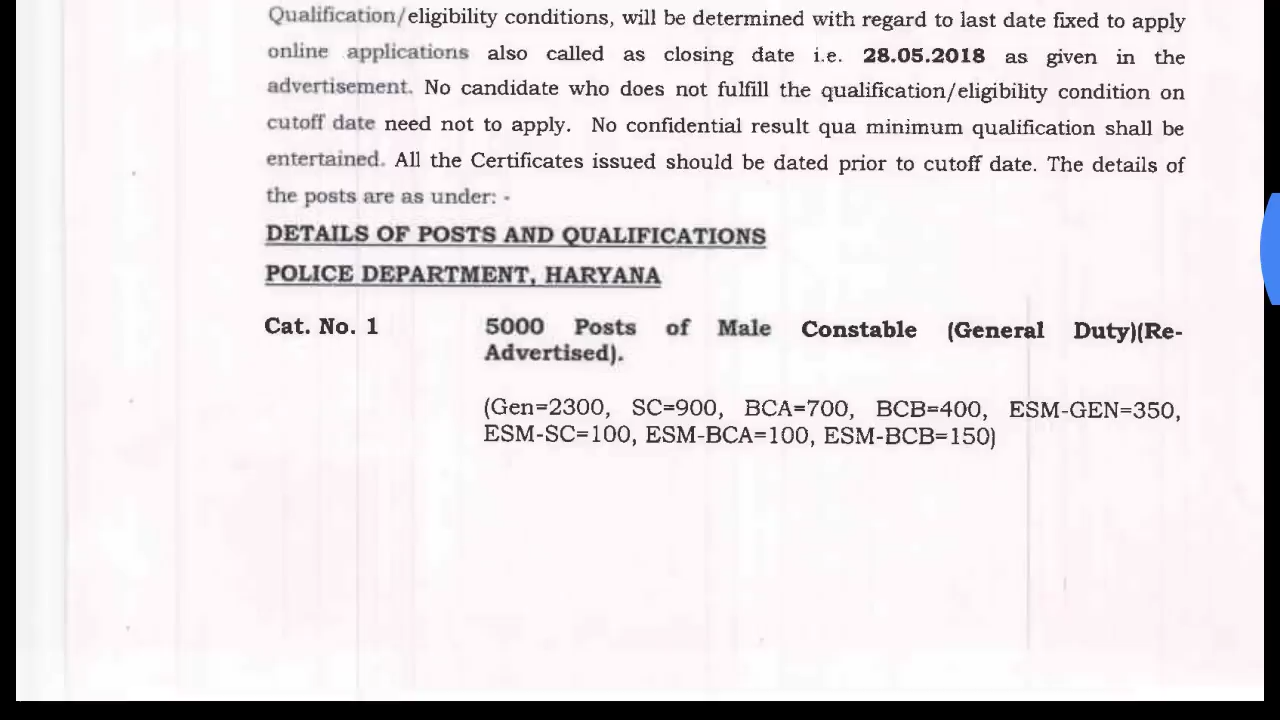 Qualification/eligibility conditions, will be determined with regard to last date fixed to apply
online applications also called as closing date i.e. 28.05.2018 as given in the
advertisement. No candidate who does not fulfill the qualification/eligibility condition on
cutoff date need not to apply. No confidential result qua minimum qualification shall be
entertained. All the Certificates issued should be dated prior to cutoff date. The details of
the posts are as under: -
DETAILS OF POSTS AND QUALIFICATIONS
POLICE DEPARTMENT, HARYANA
Cat. No. 1 5000 Posts of Male Constable (General Duty)(Re-
Advertised).
(Gen=2300, SC=900, BCA=700, BCB=400, ESM-GEN=350,
ESM-SC=100, ESM-BCA=100, ESM-BCB=150)